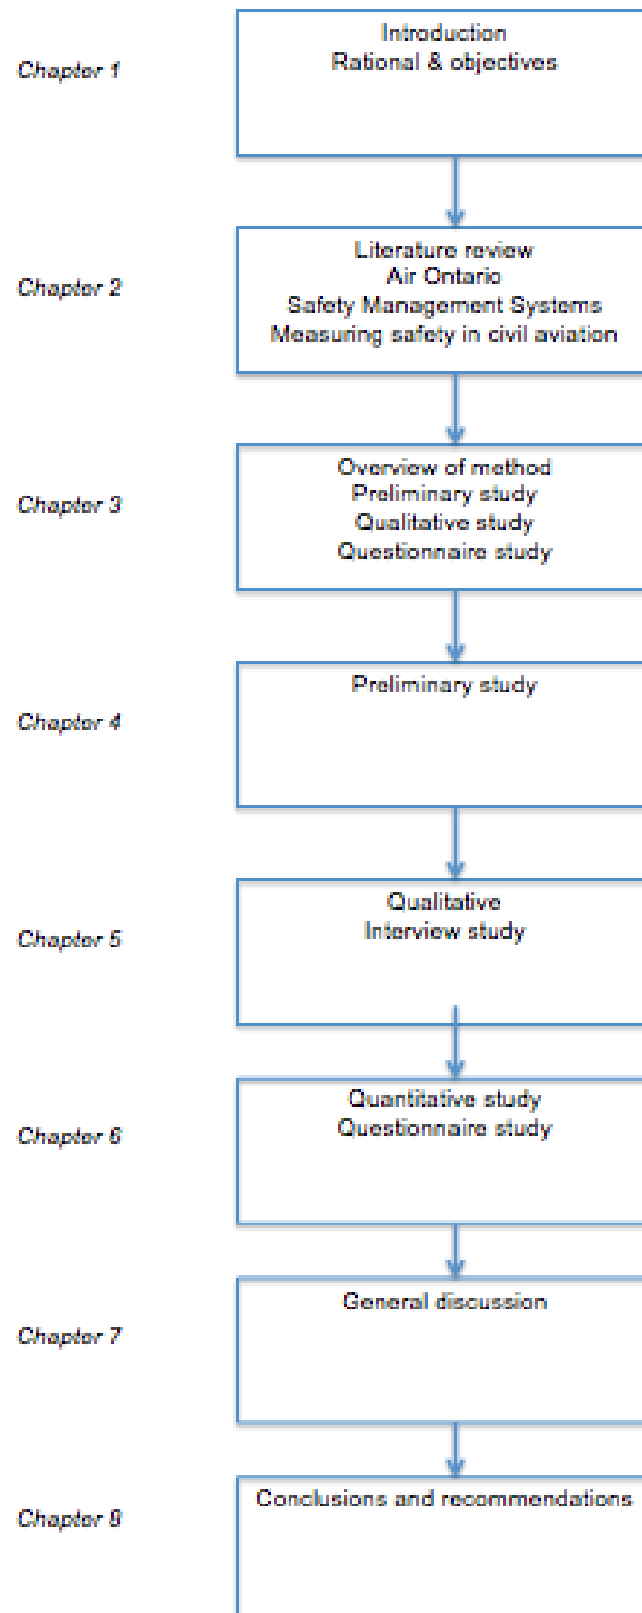 Chapter 1
Introduction
Rational & objectives
Chapter 2
Literature review
Air Ontario
Safety Management Systems
Measuring safety in civil aviation
Chapter 3
Overview of method
Preliminary study
Qualitative study
Questionnaire study
Chapter 4
Preliminary study
Chapter 5
Qualitative
Interview study
Chapter 6
Quantitative study
Questionnaire study
Chapter 7
General discussion
Chapter 8
Conclusions and recommendations